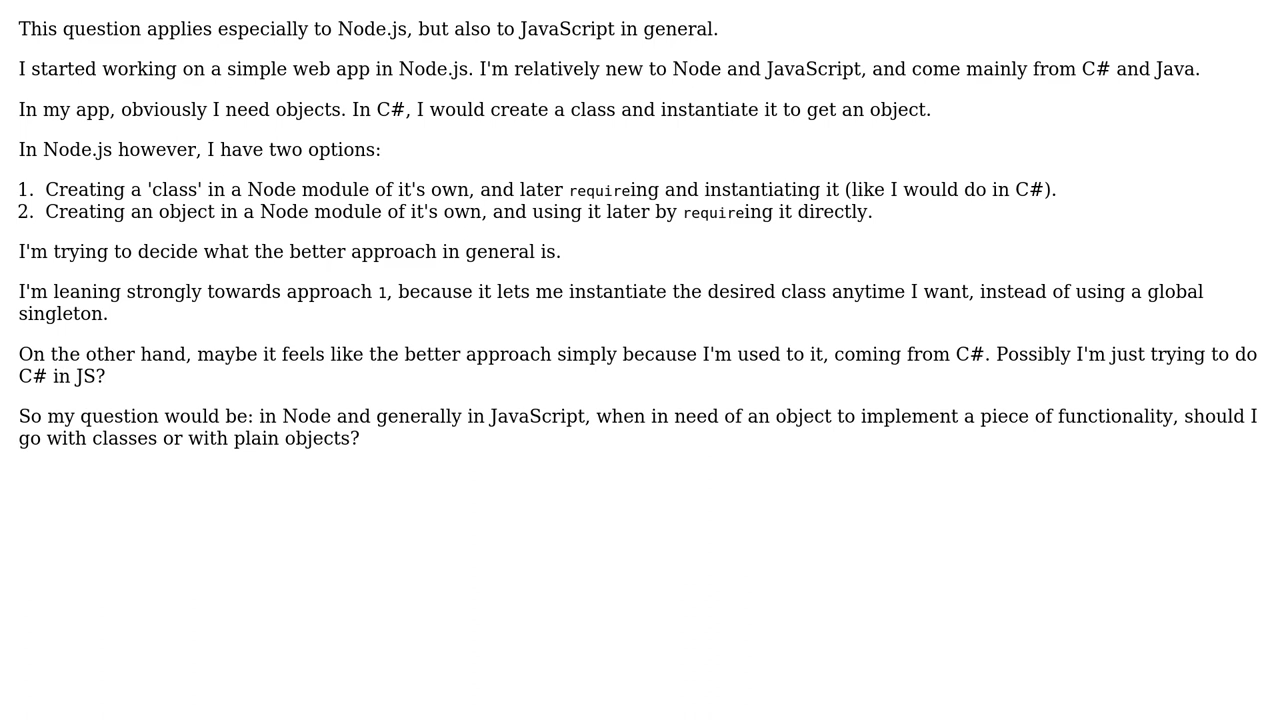 This question applies especially to Node.js, but also to JavaScript in general.
I started working on a simple web app in Node.js. I'm relatively new to Node and JavaScript, and come mainly from C# and Java.
In my app, obviously I need objects. In C#, I would create a class and instantiate it to get an object.
In Node.js however, I have two options:
1. Creating a 'class' in a Node module of it's own, and later requireing and instantiating it (like I would do in C#).
2. Creating an object in a Node module of it's own, and using it later by requireing it directly.
I'm trying to decide what the better approach in general is.
I'm leaning strongly towards approach 1, because it lets me instantiate the desired class anytime I want, instead of using a global
singleton.
On the other hand, maybe it feels like the better approach simply because I'm used to it, coming from C#. Possibly I'm just trying to do
C# in JS?
So my question would be: in Node and generally in JavaScript, when in need of an object to implement a piece of functionality, should I
go with classes or with plain objects?